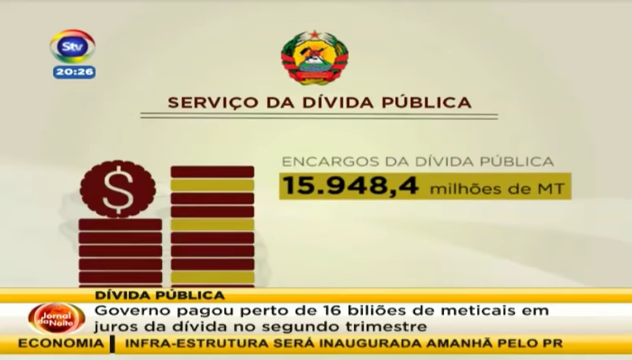 Stv
20:26
SERVIÇO DA DÍVIDA PÚBLICA
$
ENCARGOS DA DÍVIDA PÚBLICA
15.948,4 milhões de MT
DÍVIDA PÚBLICA
Jornal da Noite
Governo pagou perto de 16 biliões de meticais em
juros da dívida no segundo trimestre
ECONOMIA
INFRA-ESTRUTURA SERÁ INAUGURADA AMANHÃ PELO PR